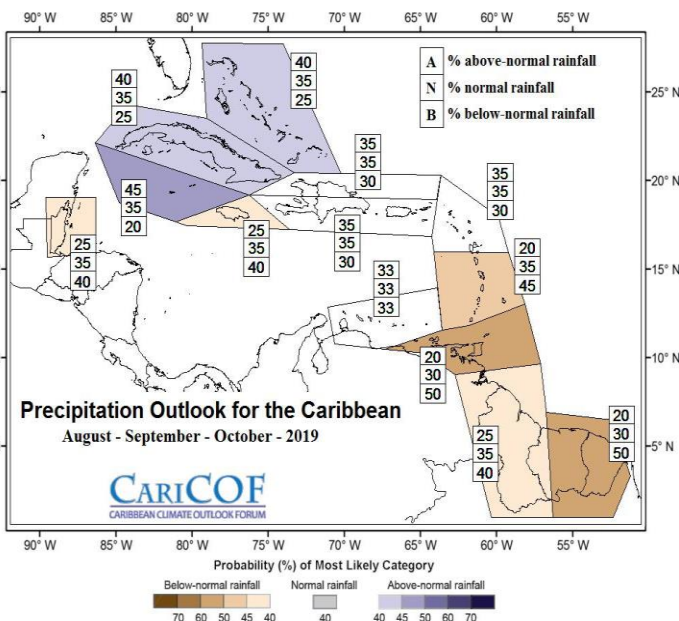 90° W 85° W 80° W 75° W 70° W 65° W 60° W 55° W
A % above-normal rainfall
N % normal rainfall
B % below-normal rainfall
40
35
25
40
35
25
25° N
35
35
30
35
35
30
20° N
45
35
20
25
35
40
35
35
30
25
35
40
20
35
45
15° N
33
33
33
20
30
50
10° N
Precipitation Outlook for the Caribbean
August - September - October - 2019
25
35
40
20
30
50
5° N
CARICOF
CARIBBEAN CLIMATE OUTLOOK FORUM
90° W 85° W 80° W 75° W 70° W 65° W 60° W 55° W
Probability (%) of Most Likely Category
Below-normal rainfall Normal rainfall Above-normal rainfall
70 60 50 45 40 40 40 45 50 60 70